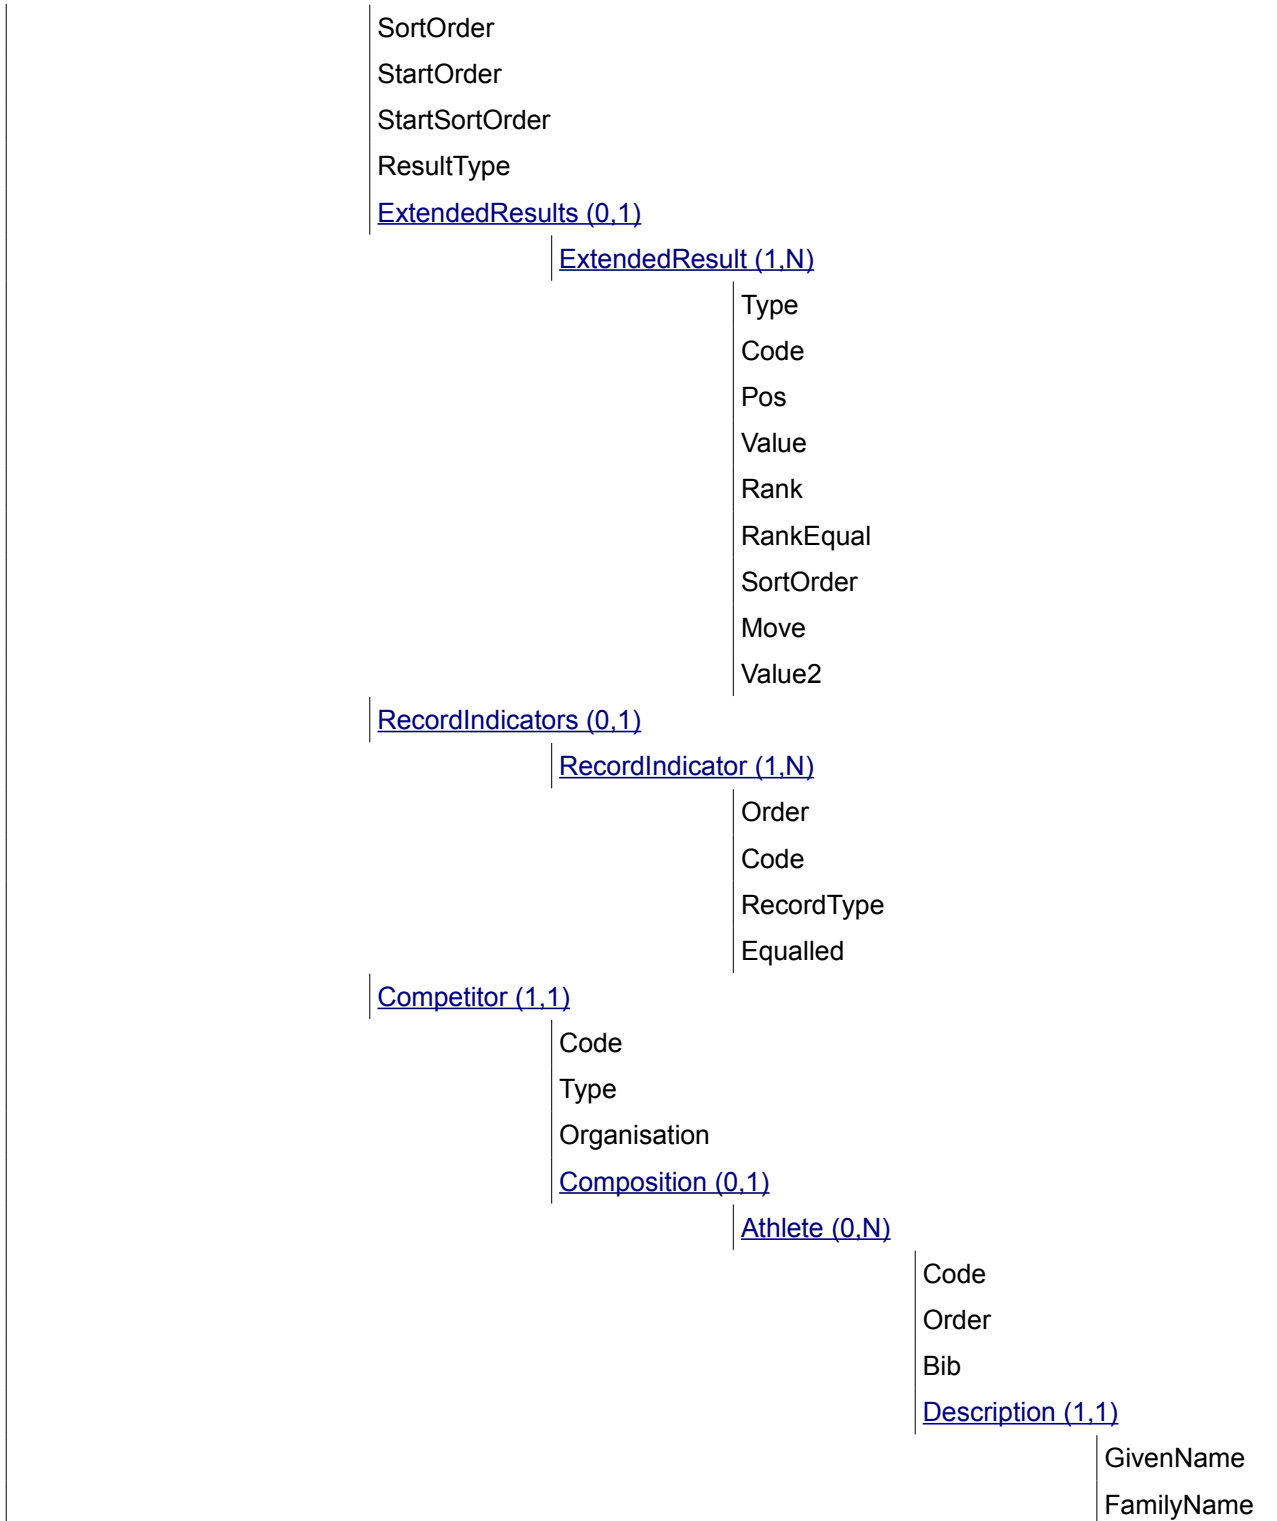 SortOrder
StartOrder
StartSortOrder
ResultType
ExtendedResults (0,1)
ExtendedResult (1,N)
Type
Code
Pos
Value
Rank
RankEqual
SortOrder
Move
Value2
RecordIndicators (0,1)
RecordIndicator (1,N)
Order
Code
RecordType
Equalled
Competitor (1,1)
Code
Type
Organisation
Composition (0,1)
Athlete (0,N)
Code
Order
Bib
Description (1,1)
GivenName
FamilyName